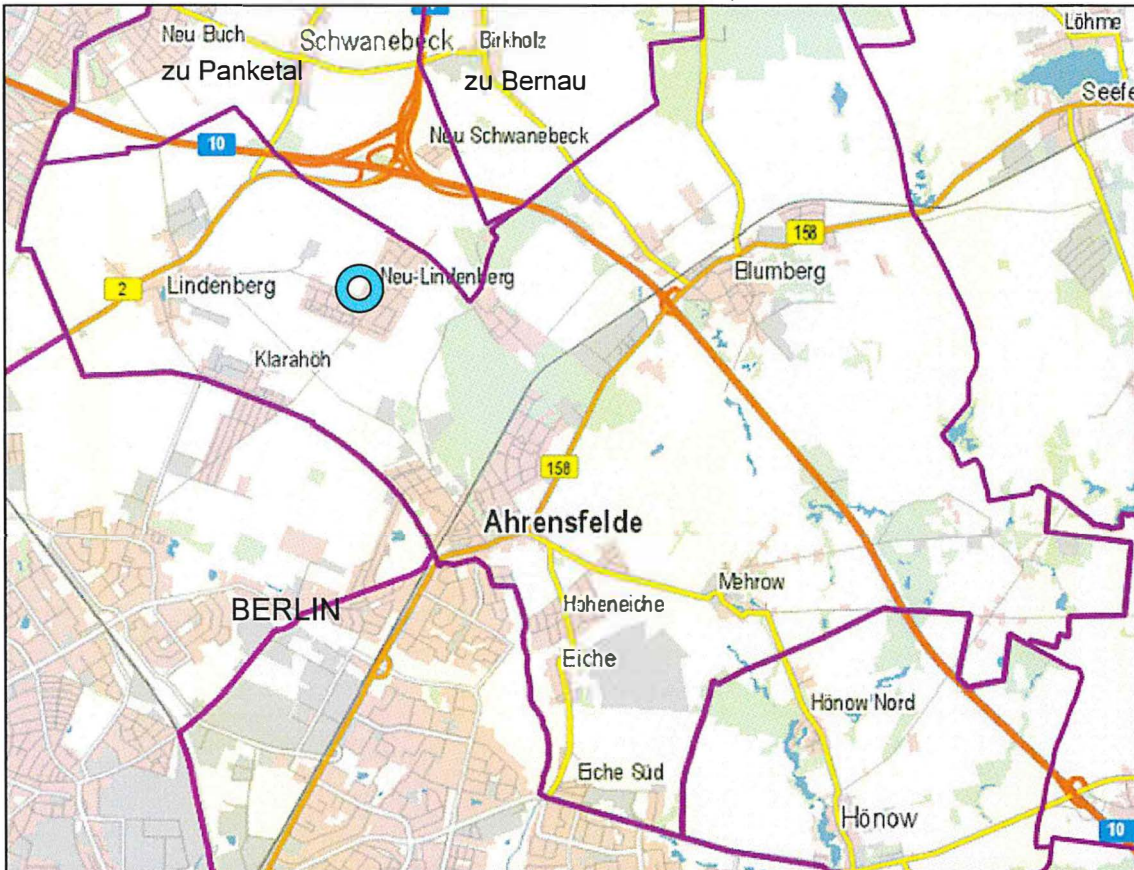 Löhme
Neu Buch
Schwanebeck
Birkholz
zu Panketal
zu Bernau
Seefe
10
Neu Schwanebeck
158
Blumberg
2
Lindenberg
Neu-Lindenberg
Klarahöh
158
Ahrensfelde
Mehrow
BERLIN
Hoheneiche
Eiche
Hönow Nord
Eiche Süd
Hönow
10